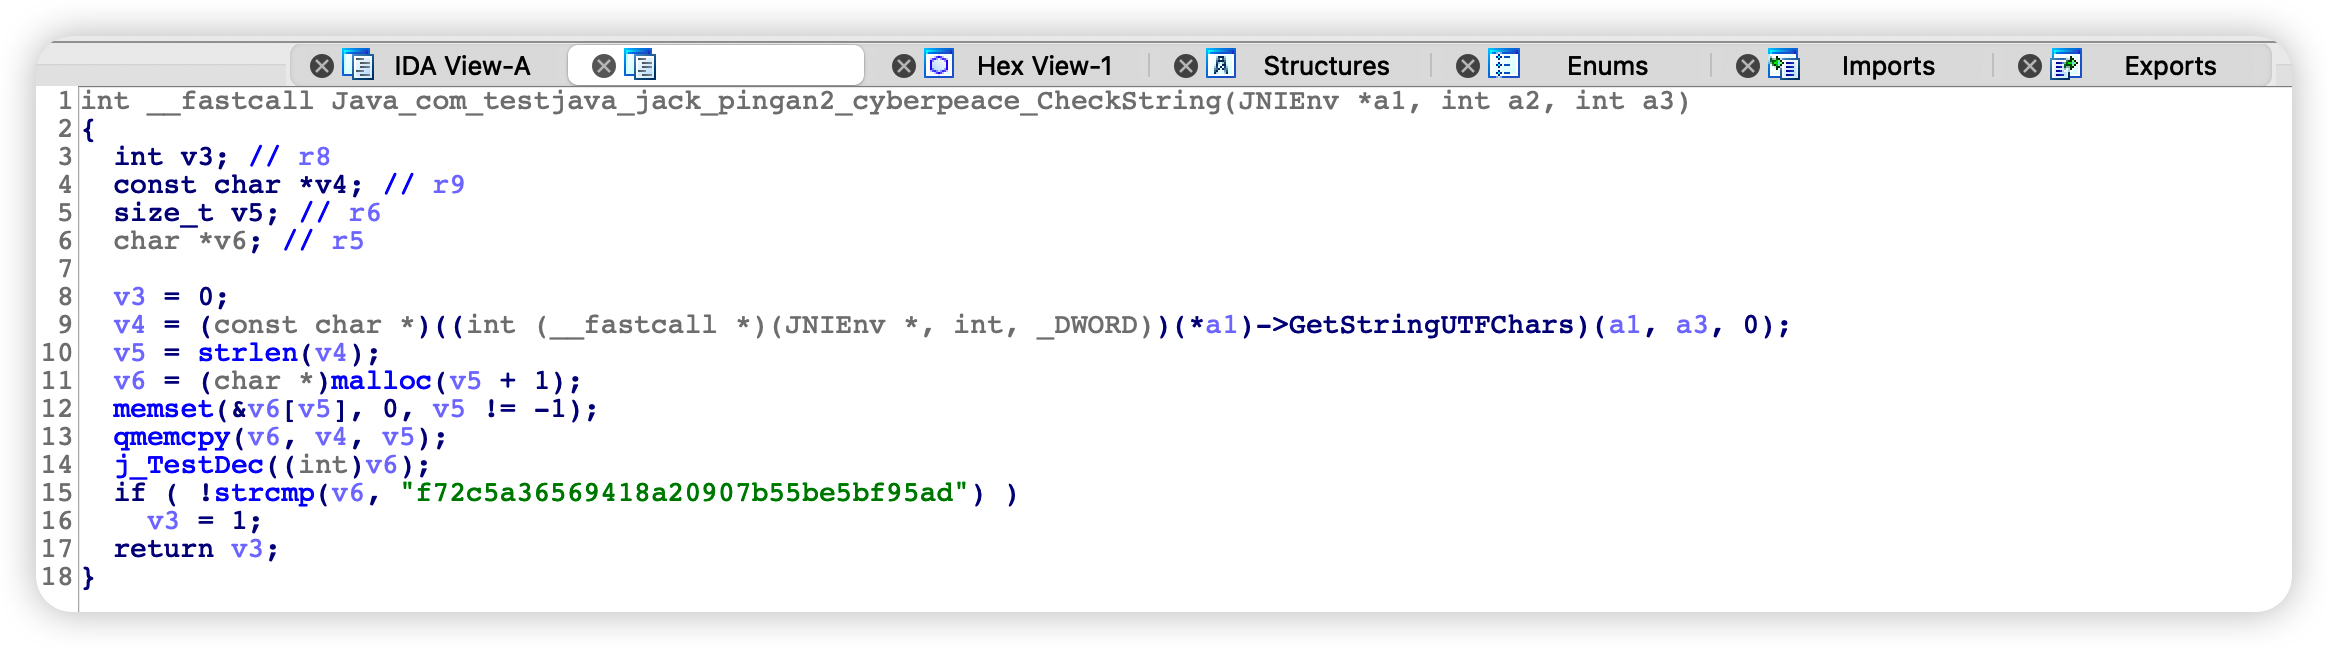 IDA View-A Hex View-1 Structures Enums Imports Exports
1 int __fastcall Java_com_testjava_jack_pingan2_cyberpeace_CheckString(JNIEnv *a1, int a2, int a3)
2 {
3   int v3; // r8
4   const char *v4; // r9
5   size_t v5; // r6
6   char *v6; // r5
7
8   v3 = 0;
9   v4 = (const char *)((int (__fastcall *)(JNIEnv *, int, _DWORD))(*a1)->GetStringUTFChars)(a1, a3, 0);
10   v5 = strlen(v4);
11   v6 = (char *)malloc(v5 + 1);
12   memset(&v6[v5], 0, v5 != -1);
13   qmemcpy(v6, v4, v5);
14   j_TestDec((int)v6);
15   if ( !strcmp(v6, "f72c5a36569418a20907b55be5bf95ad") )
16     v3 = 1;
17   return v3;
18 }